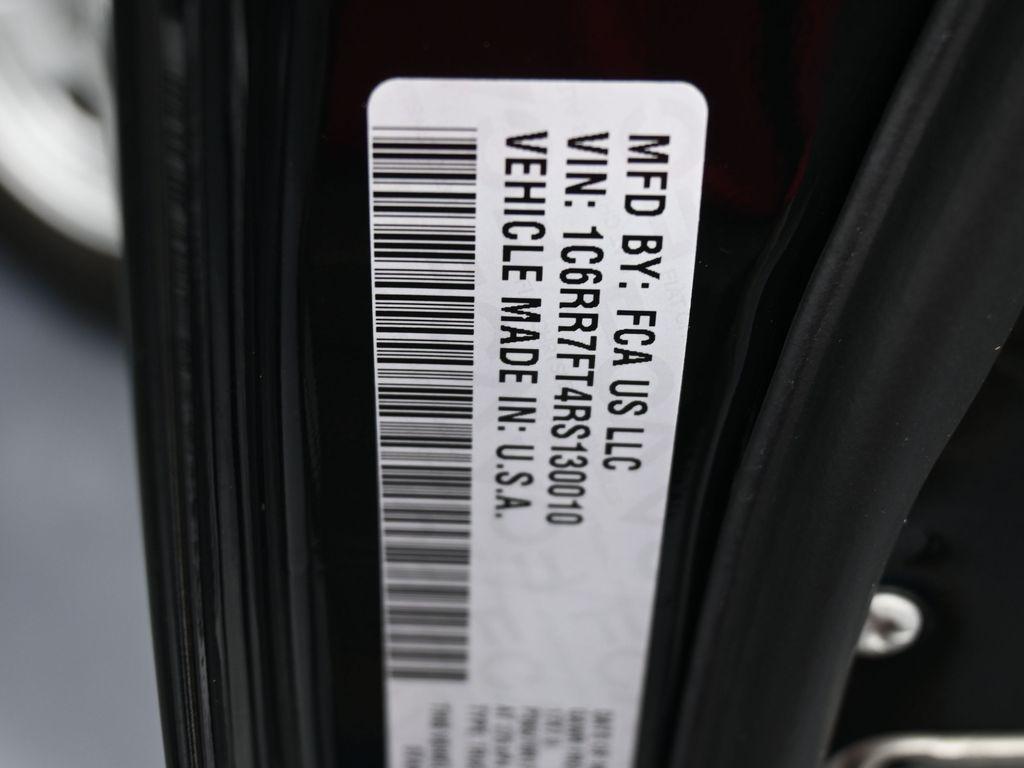 MFD BY: FCA US LLC
VIN: 1C6RR7FT4RS130010
VEHICLE MADE IN: U.S.A.